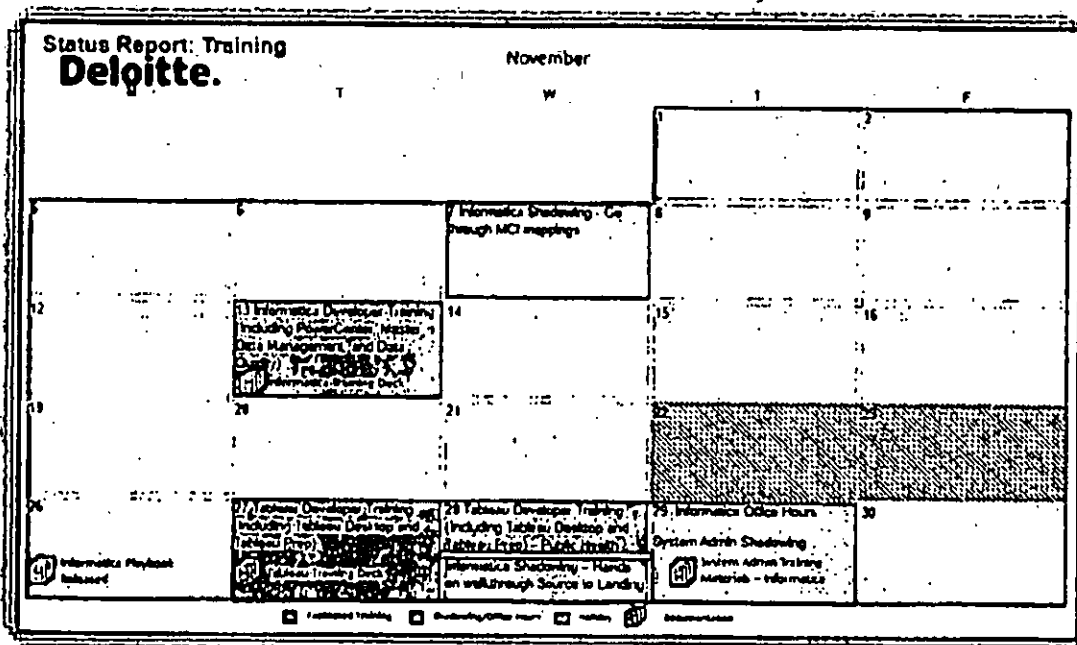 Status Report: Training
Deloitte.
November
T
W
T
F
1
2
5
6
7 Informatica Shadowing - Go
through MCI mappings
8
9
12
13 Informatica Developer Training
Including PowerCenter, Master
Data Management, and Data
Informatica Training Deck
14
15
16
19
20
21
22
23
26
Informatica Playbook
Released
27 Tableau Developer Training
(Including Tableau Desktop and
Tableau Prep)
Tableau Training Deck
28 Tableau Developer Training
(Including Tableau Desktop and
Tableau Prep) - Public Health
Informatica Shadowing - Hands
on walkthrough Source to Landing
29 Informatica Office Hours
System Admin Shadowing
System Admin Training
Materials - Informatica
30
Training
Shadowing/Office Hours
Holiday
Documentation